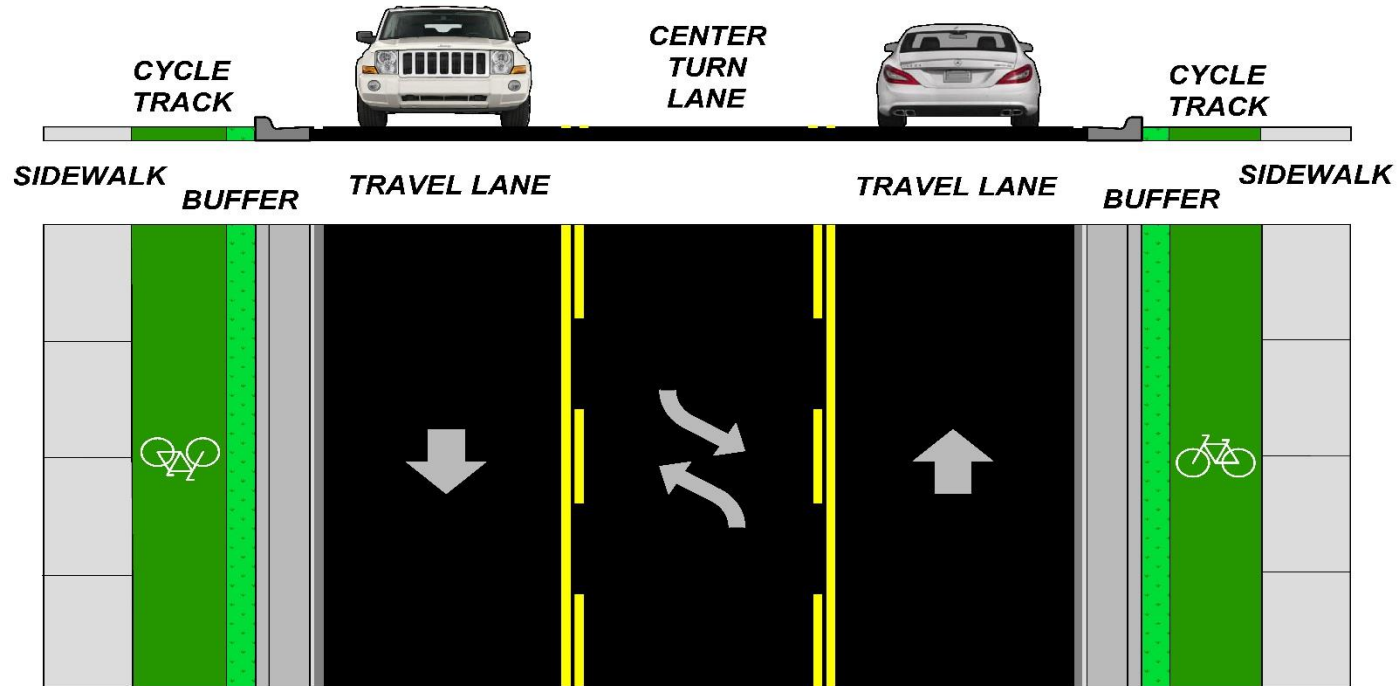 CYCLE
TRACK
CENTER
TURN
LANE
CYCLE
TRACK
SIDEWALK
BUFFER
TRAVEL LANE
TRAVEL LANE
BUFFER
SIDEWALK